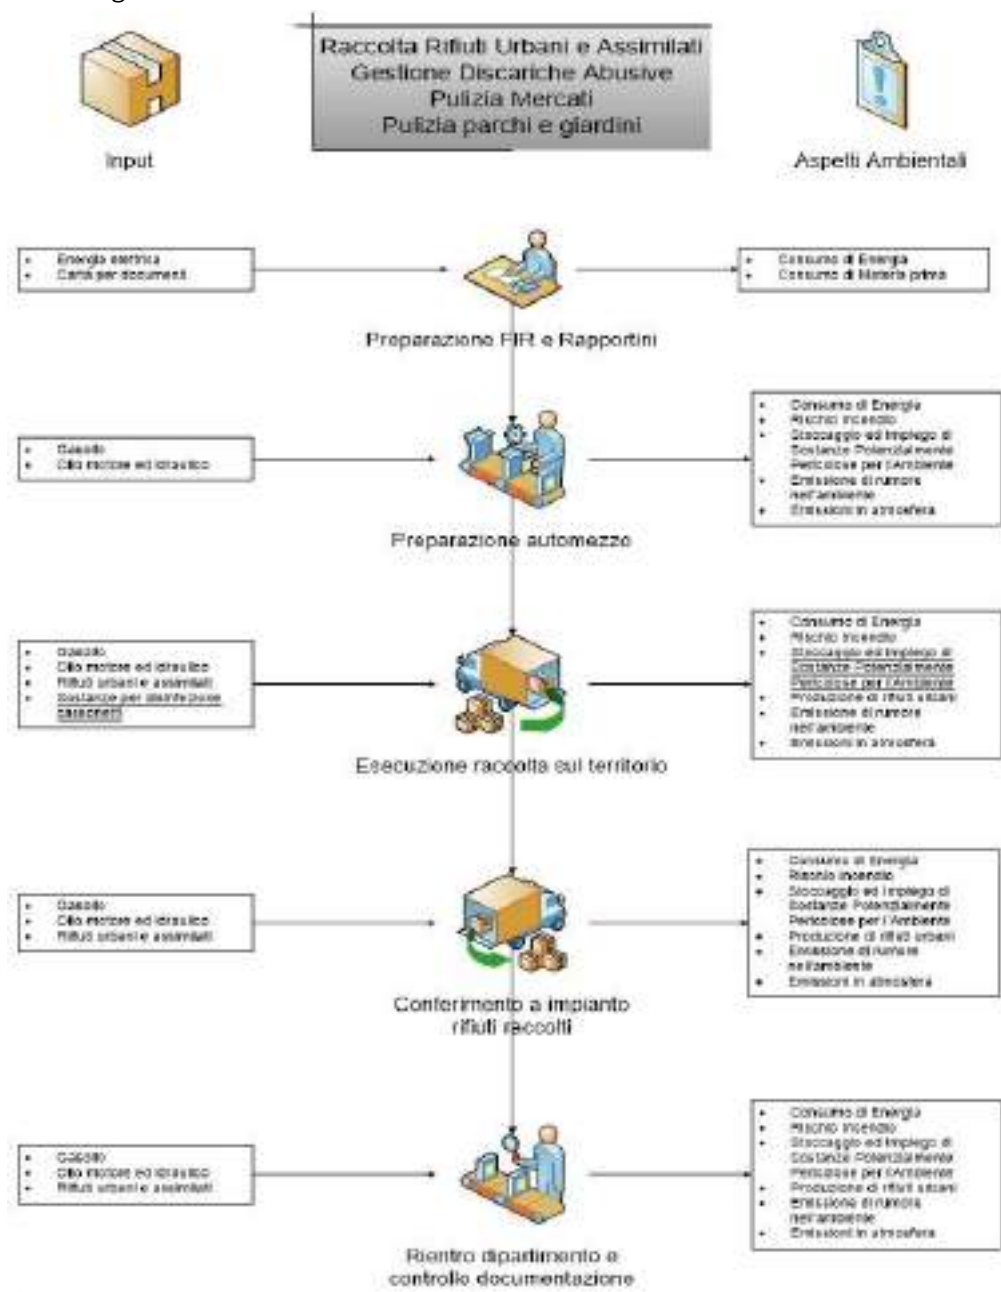 Raccolta Rifiuti Urbani e Assimilati
Gestione Discariche Abusive
Pulizia Mercati
Pulizia parchi e giardini
Input
Aspetti Ambientali
• Energia elettrica
• Carta per documenti
• Consumo di Energia
• Consumo di Materia prima
Preparazione FIR e Rapportini
• Gasolio
• Olio motore ed idraulico
• Consumo di Energia
• Rischio Incendio
• Stoccaggio ed Impiego di
Sostanze Potenzialmente
Pericolose per l'Ambiente
• Emissione di rumore
nell'ambiente
• Emissioni in atmosfera
Preparazione automezzo
• Gasolio
• Olio motore ed idraulico
• Rifiuti urbani e assimilati
• Sostanze per disinfezione
cassonetti
• Consumo di Energia
• Rischio Incendio
• Stoccaggio ed Impiego di
Sostanze Potenzialmente
Pericolose per l'Ambiente
• Produzione di rifiuti urbani
• Emissione di rumore
nell'ambiente
• Emissioni in atmosfera
Esecuzione raccolta sul territorio
• Gasolio
• Olio motore ed idraulico
• Rifiuti urbani e assimilati
• Consumo di Energia
• Rischio Incendio
• Stoccaggio ed Impiego di
Sostanze Potenzialmente
Pericolose per l'Ambiente
• Produzione di rifiuti urbani
• Emissione di rumore
nell'ambiente
• Emissioni in atmosfera
Conferimento a impianto
rifiuti raccolti
• Gasolio
• Olio motore ed idraulico
• Rifiuti urbani e assimilati
• Consumo di Energia
• Rischio Incendio
• Stoccaggio ed Impiego di
Sostanze Potenzialmente
Pericolose per l'Ambiente
• Produzione di rifiuti urbani
• Emissione di rumore
nell'ambiente
• Emissioni in atmosfera
Rientro dipartimento e
controllo documentazione